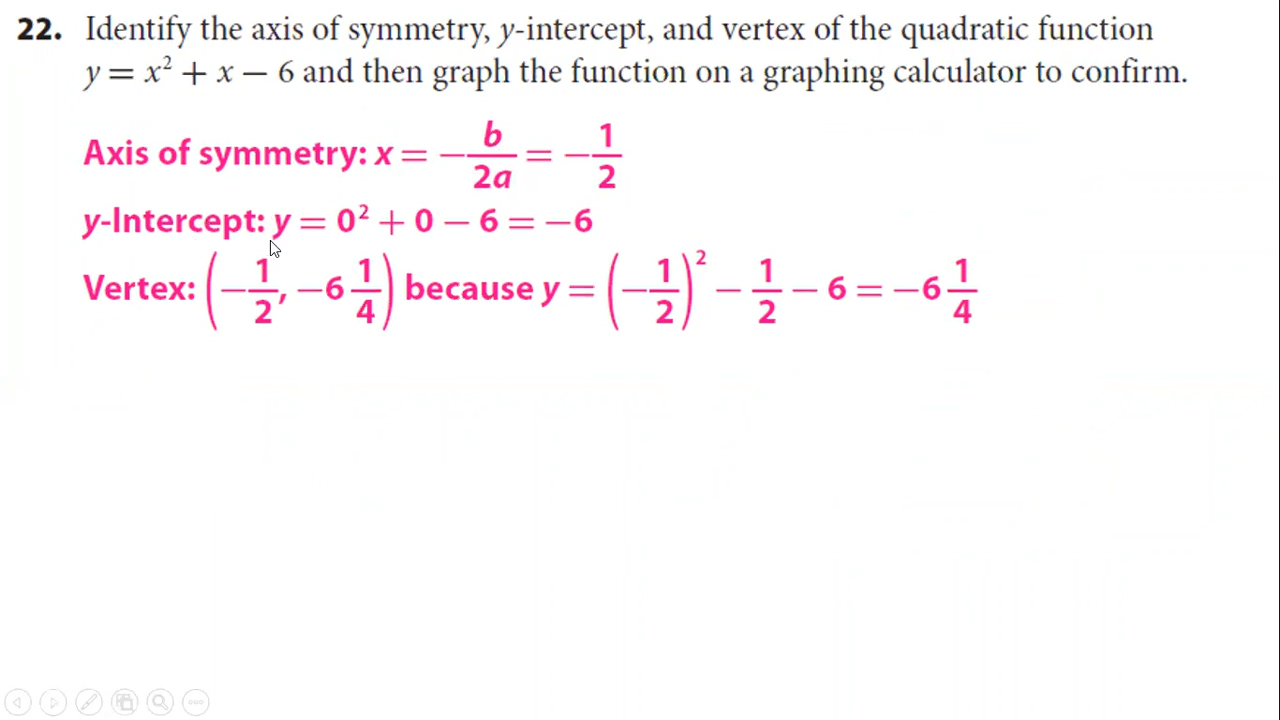 22. Identify the axis of symmetry, y-intercept, and vertex of the quadratic function
y = x² + x − 6 and then graph the function on a graphing calculator to confirm.
Axis of symmetry: x = −b/2a = −1/2
y-Intercept: y = 0² + 0 − 6 = −6
Vertex: (−1/2, −6 1/4) because y = (−1/2)² − 1/2 − 6 = −6 1/4